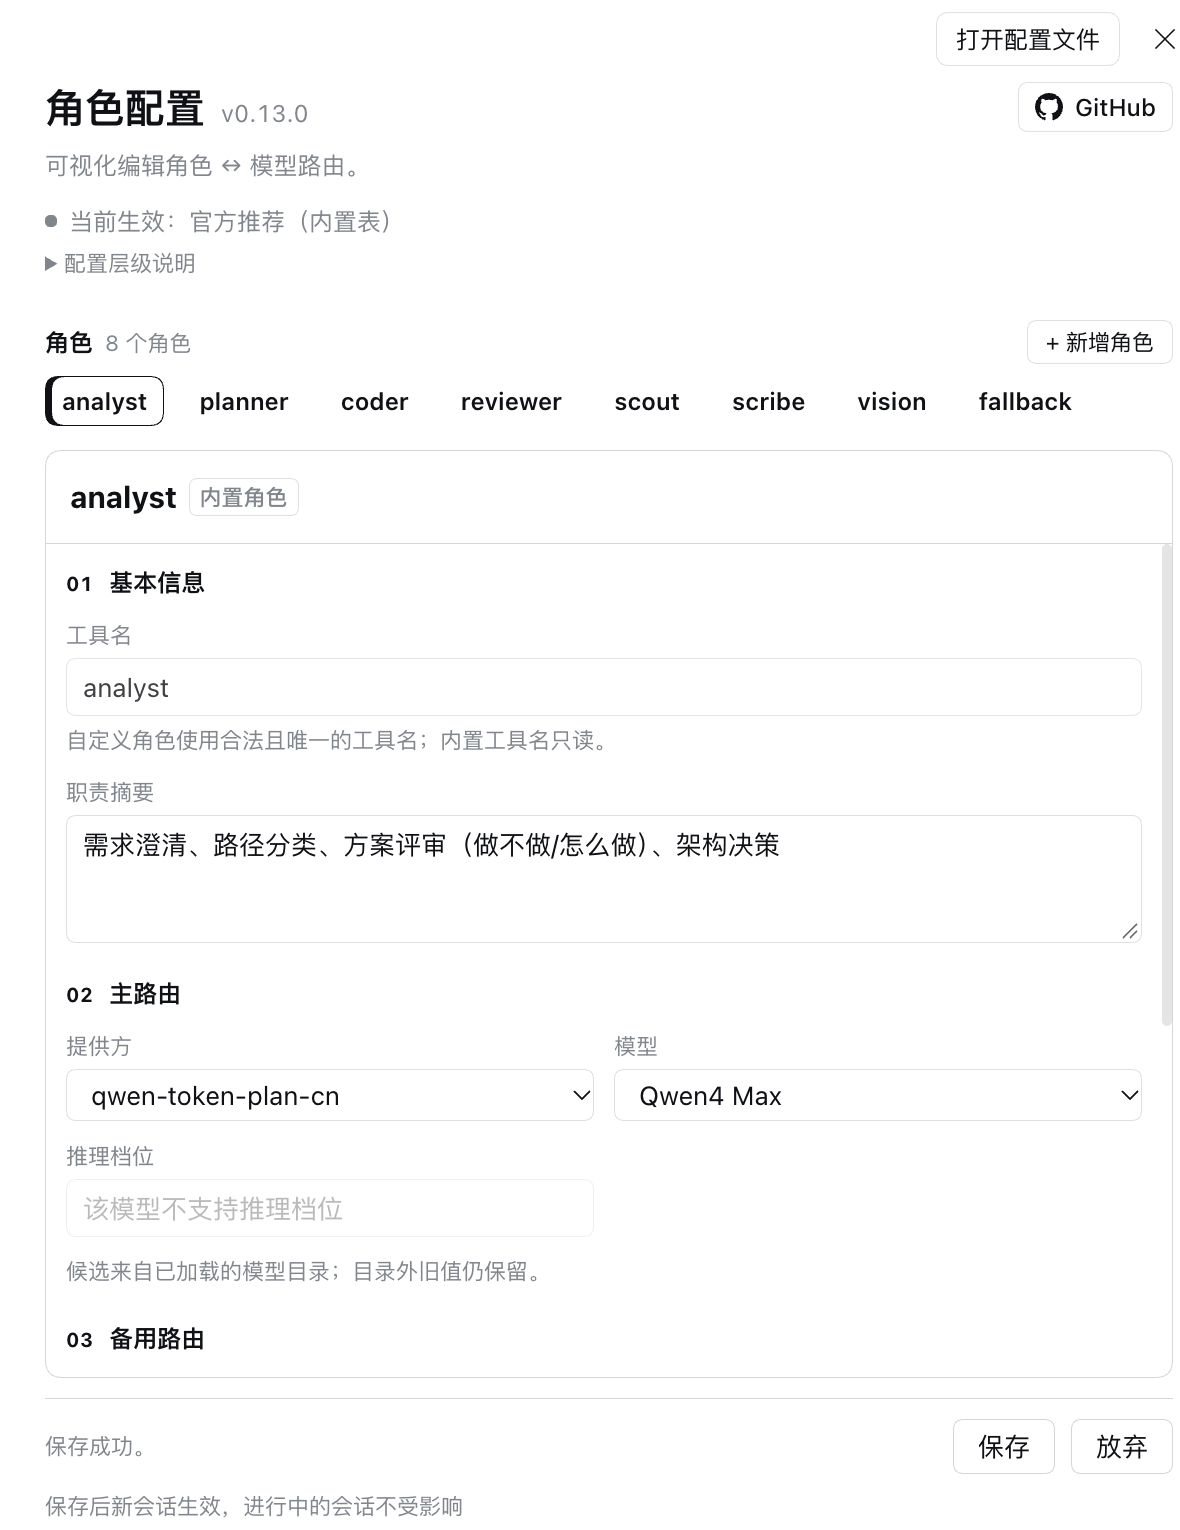 打开配置文件
角色配置 v0.13.0
GitHub
可视化编辑角色 ↔ 模型路由。
当前生效：官方推荐（内置表）
配置层级说明
角色 8 个角色
+ 新增角色
analyst planner coder reviewer scout scribe vision fallback
analyst 内置角色
01 基本信息
工具名
analyst
自定义角色使用合法且唯一的工具名；内置工具名只读。
职责摘要
需求澄清、路径分类、方案评审（做不做/怎么做）、架构决策
02 主路由
提供方 模型
qwen-token-plan-cn Qwen4 Max
推理档位
该模型不支持推理档位
候选来自已加载的模型目录；目录外旧值仍保留。
03 备用路由
保存成功。
保存 放弃
保存后新会话生效，进行中的会话不受影响